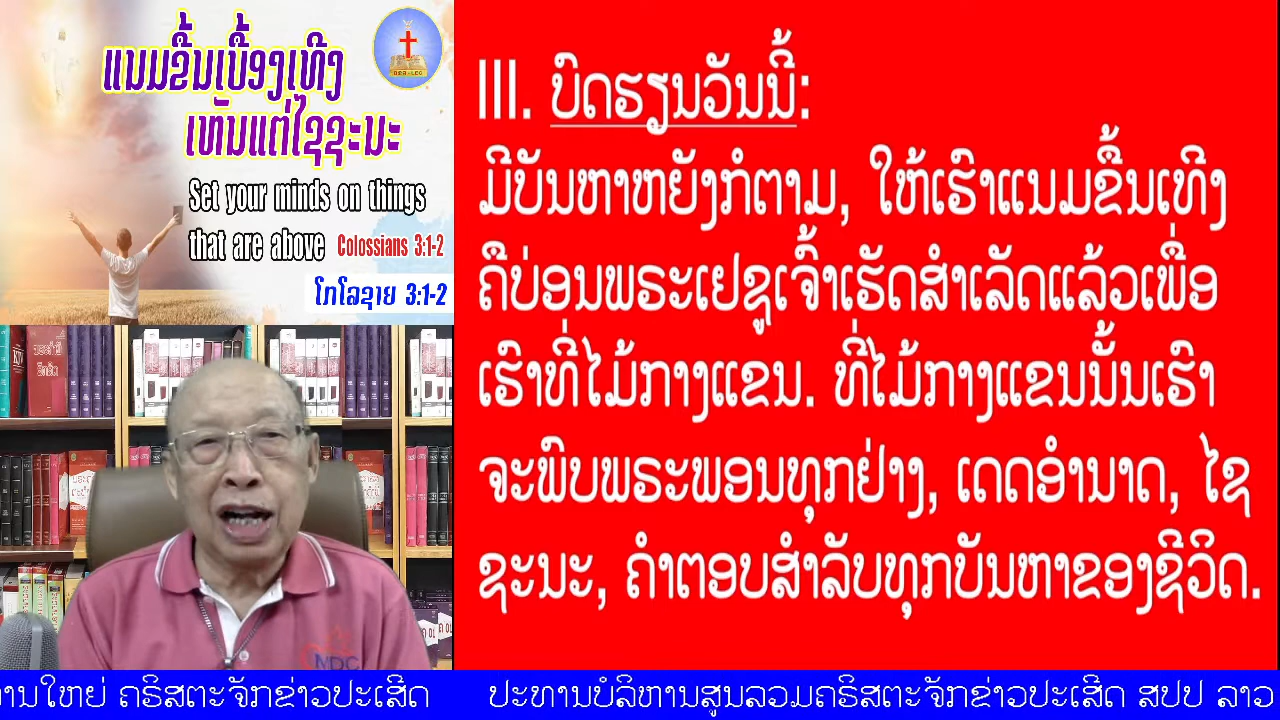 ແນມຂຶ້ນເບື້ອງເທິງ
ເຫັນແຕ່ໄຊຊະນະ
Set your minds on things
that are above Colossians 3:1-2
ໂກໂລຊາຍ 3:1-2
III. ບົດຮຽນວັນນີ້:
ມີບັນຫາຫຍັງກໍຕາມ, ໃຫ້ເຮົາແນມຂຶ້ນເທິງ
ຄືບ່ອນພຣະເຢຊູເຈົ້າເຮັດສຳເລັດແລ້ວເພື່ອ
ເຮົາທີ່ໄມ້ກາງແຂນ. ທີ່ໄມ້ກາງແຂນນັ້ນເຮົາ
ຈະພົບພຣະພອນທຸກຢ່າງ, ເດດອຳນາດ, ໄຊ
ຊະນະ, ຄຳຕອບສຳລັບທຸກບັນຫາຂອງຊີວິດ.
MDC
ານໃຫຍ່ ຄຣິສຕະຈັກຂ່າວປະເສີດ ປະທານບໍລິຫານສູນລວມຄຣິສຕະຈັກຂ່າວປະເສີດ ສປປ ລາວ